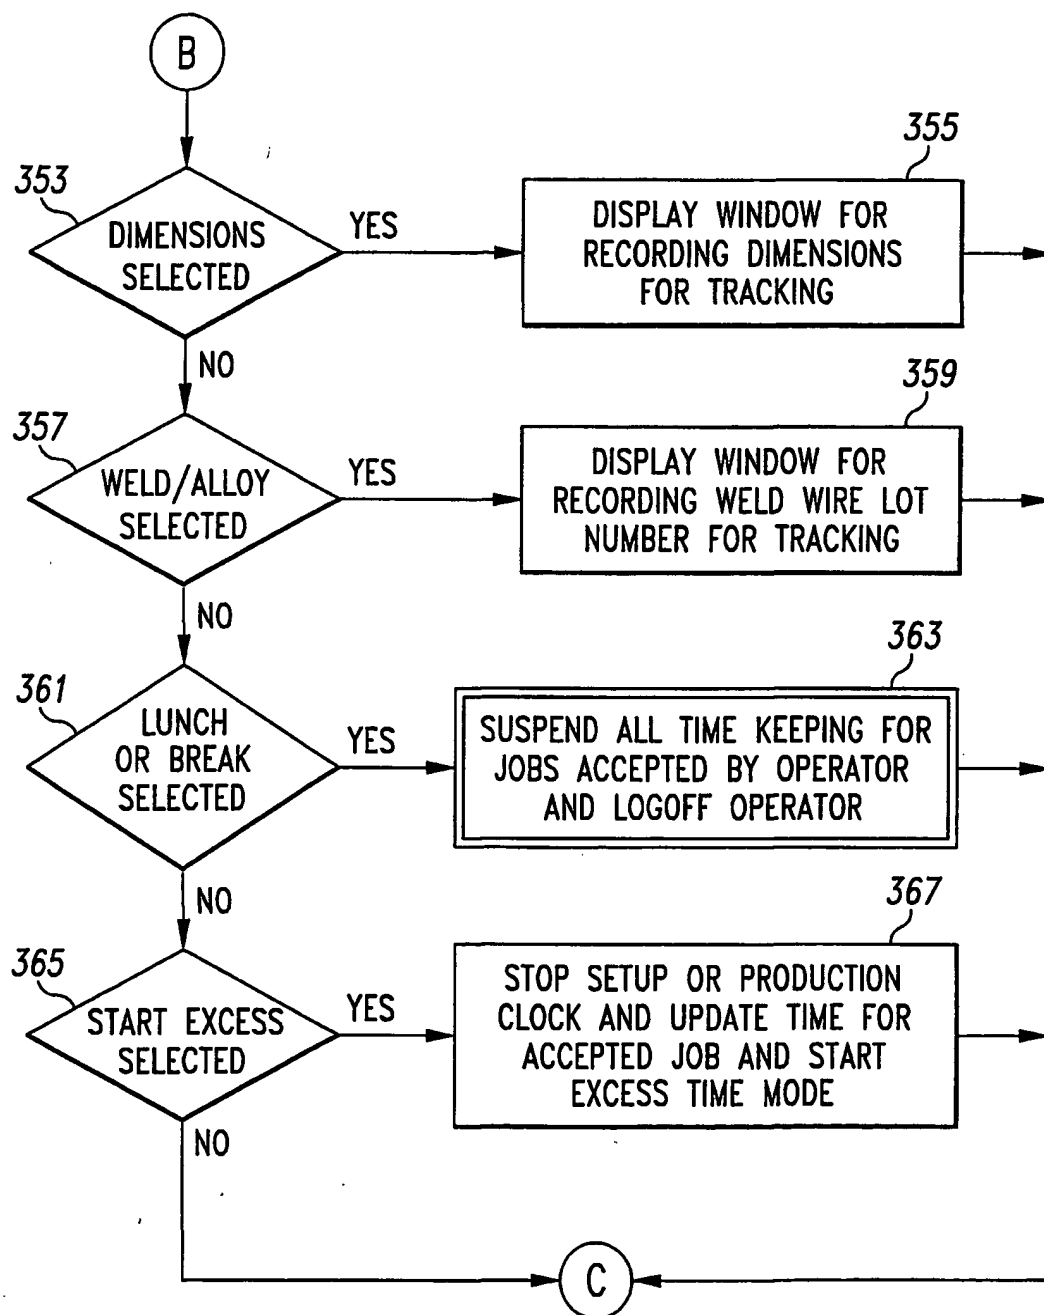 B
353
DIMENSIONS
SELECTED
YES
355
DISPLAY WINDOW FOR
RECORDING DIMENSIONS
FOR TRACKING
NO
357
WELD/ALLOY
SELECTED
YES
359
DISPLAY WINDOW FOR
RECORDING WELD WIRE LOT
NUMBER FOR TRACKING
NO
361
LUNCH
OR BREAK
SELECTED
YES
363
SUSPEND ALL TIME KEEPING FOR
JOBS ACCEPTED BY OPERATOR
AND LOGOFF OPERATOR
NO
365
START EXCESS
SELECTED
YES
367
STOP SETUP OR PRODUCTION
CLOCK AND UPDATE TIME FOR
ACCEPTED JOB AND START
EXCESS TIME MODE
NO
C